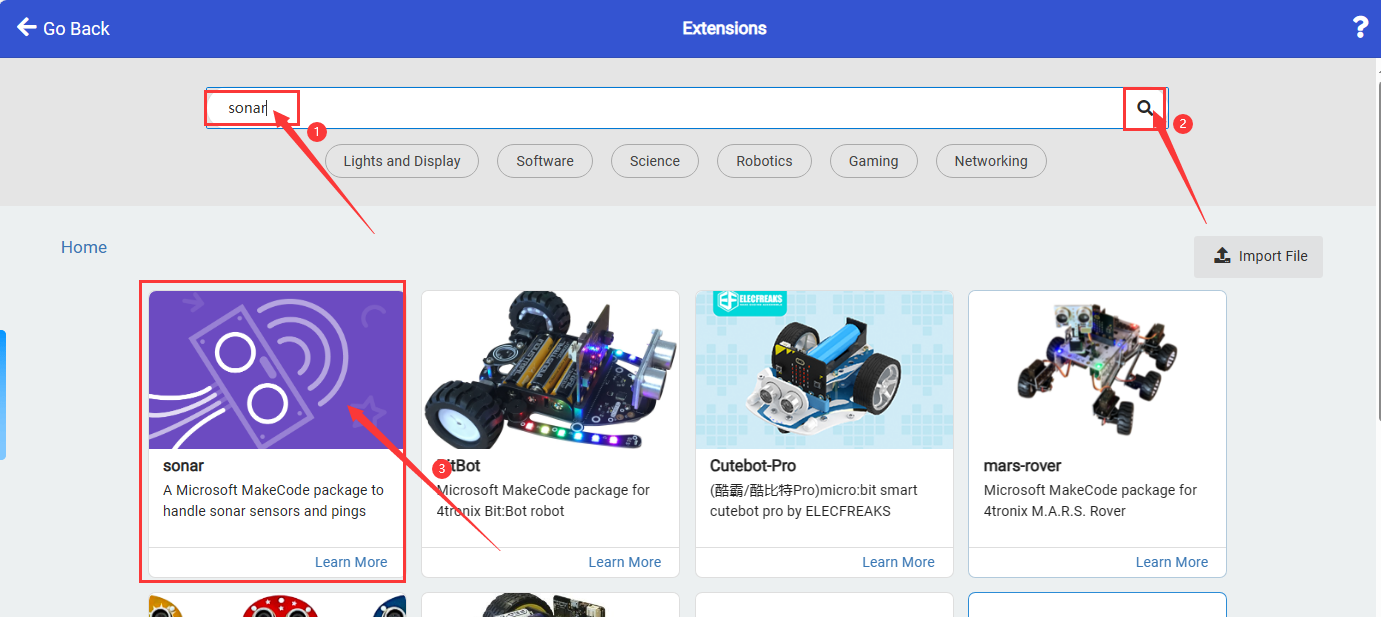 Go Back
Extensions
?
sonar
1
2
Lights and Display
Software
Science
Robotics
Gaming
Networking
Home
Import File
ELECFREAKS
sonar
A Microsoft MakeCode package to
handle sonar sensors and pings
Learn More
3
BitBot
Microsoft MakeCode package for
4tronix Bit:Bot robot
Learn More
Cutebot-Pro
(酷霸/酷比特Pro)micro:bit smart
cutebot pro by ELECFREAKS
Learn More
mars-rover
Microsoft MakeCode package for
4tronix M.A.R.S. Rover
Learn More